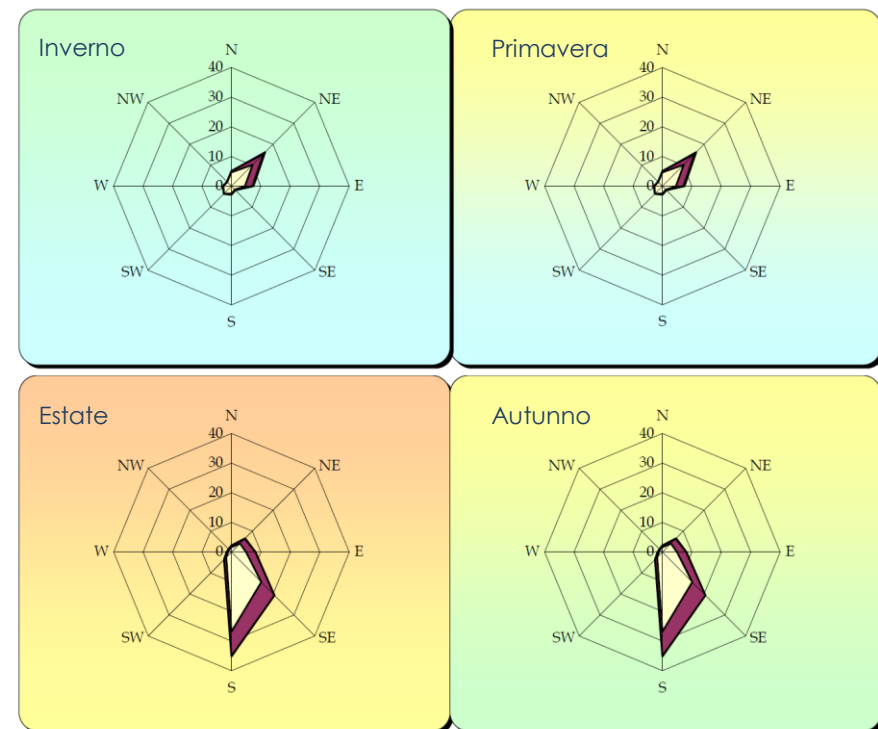 Inverno
N
40
30
20
10
0
NW
NE
W
E
SW
SE
S
Primavera
N
40
30
20
10
0
NW
NE
W
E
SW
SE
S
Estate
N
40
30
20
10
0
NW
NE
W
E
SW
SE
S
Autunno
N
40
30
20
10
0
NW
NE
W
E
SW
SE
S